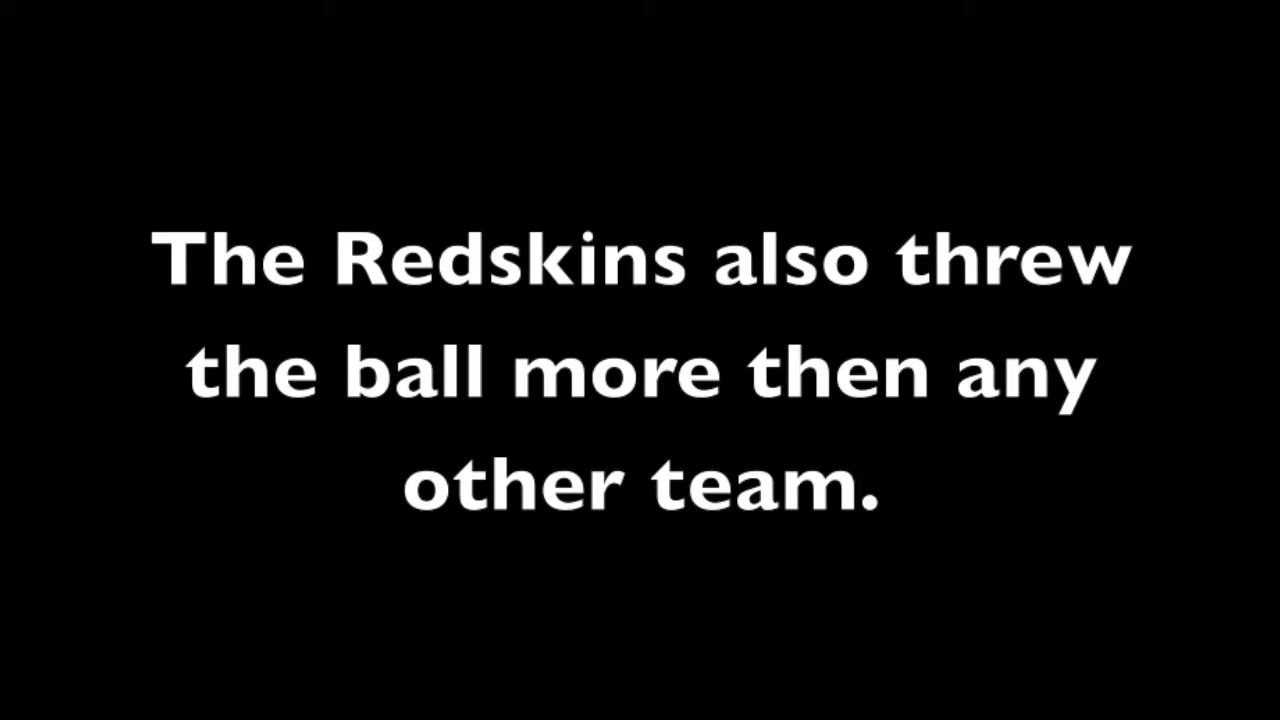 The Redskins also threw
the ball more then any
other team.